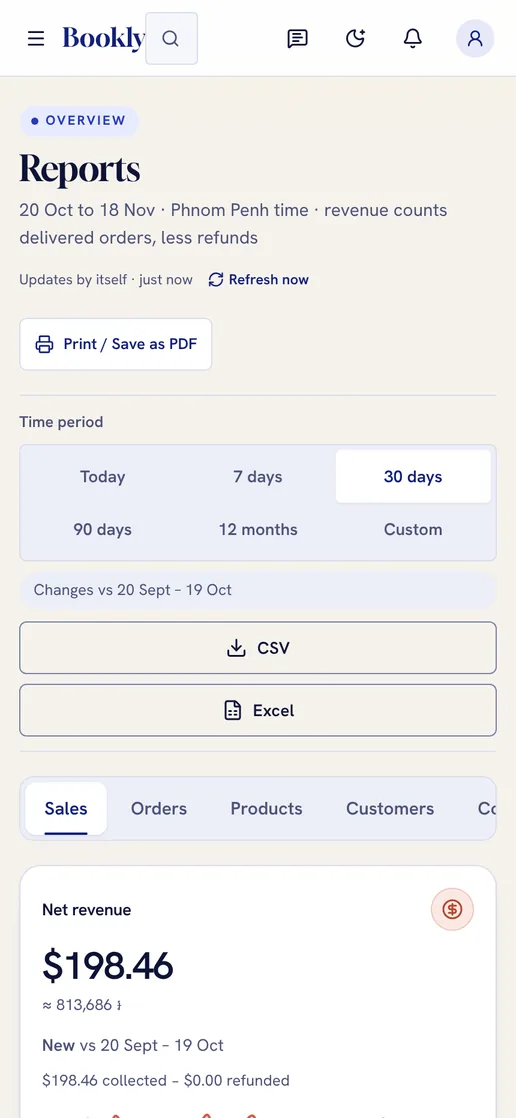 Bookly
OVERVIEW
Reports
20 Oct to 18 Nov · Phnom Penh time · revenue counts
delivered orders, less refunds
Updates by itself · just now Refresh now
Print / Save as PDF
Time period
Today 7 days 30 days
90 days 12 months Custom
Changes vs 20 Sept – 19 Oct
CSV
Excel
Sales Orders Products Customers
Net revenue
$198.46
≈ 813,686 ៛
New vs 20 Sept – 19 Oct
$198.46 collected – $0.00 refunded